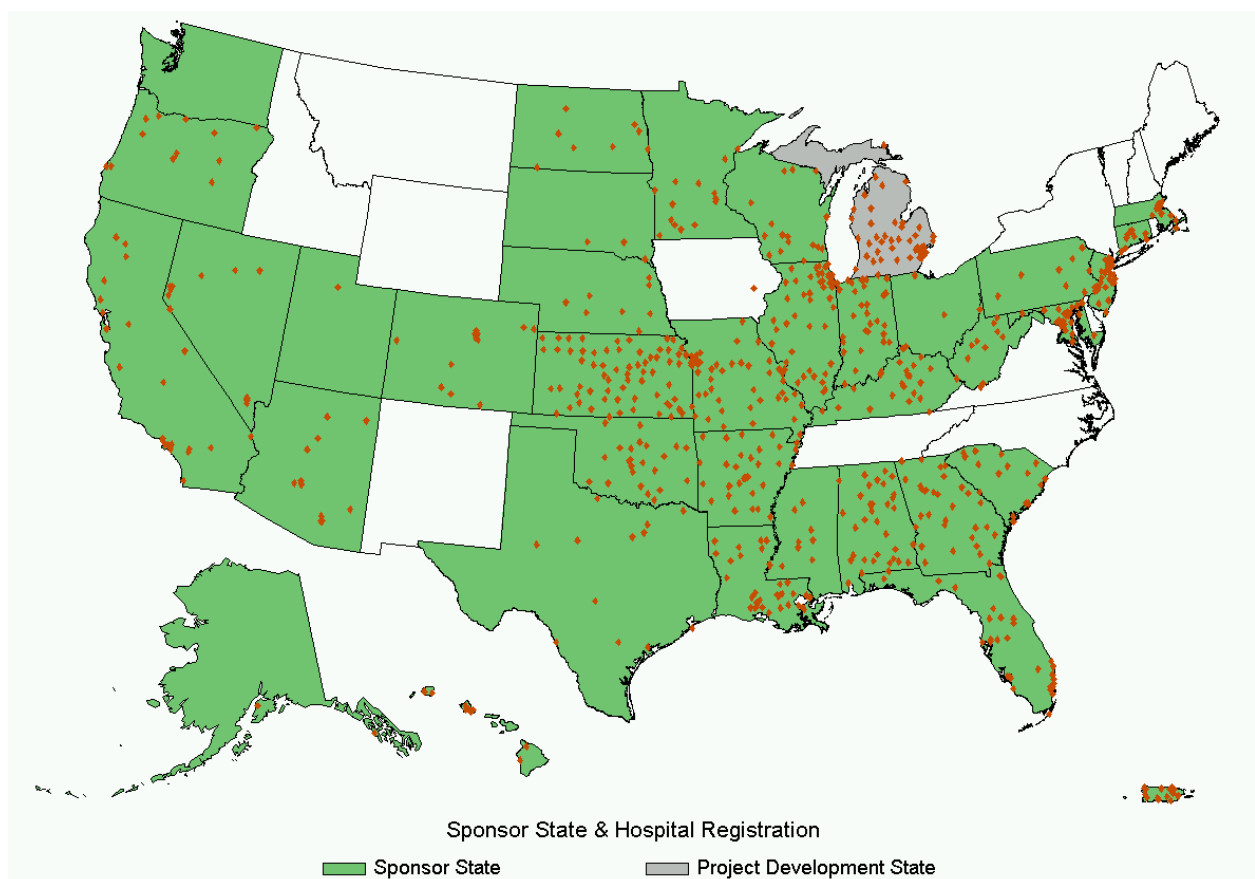 Sponsor State & Hospital Registration
Sponsor State
Project Development State